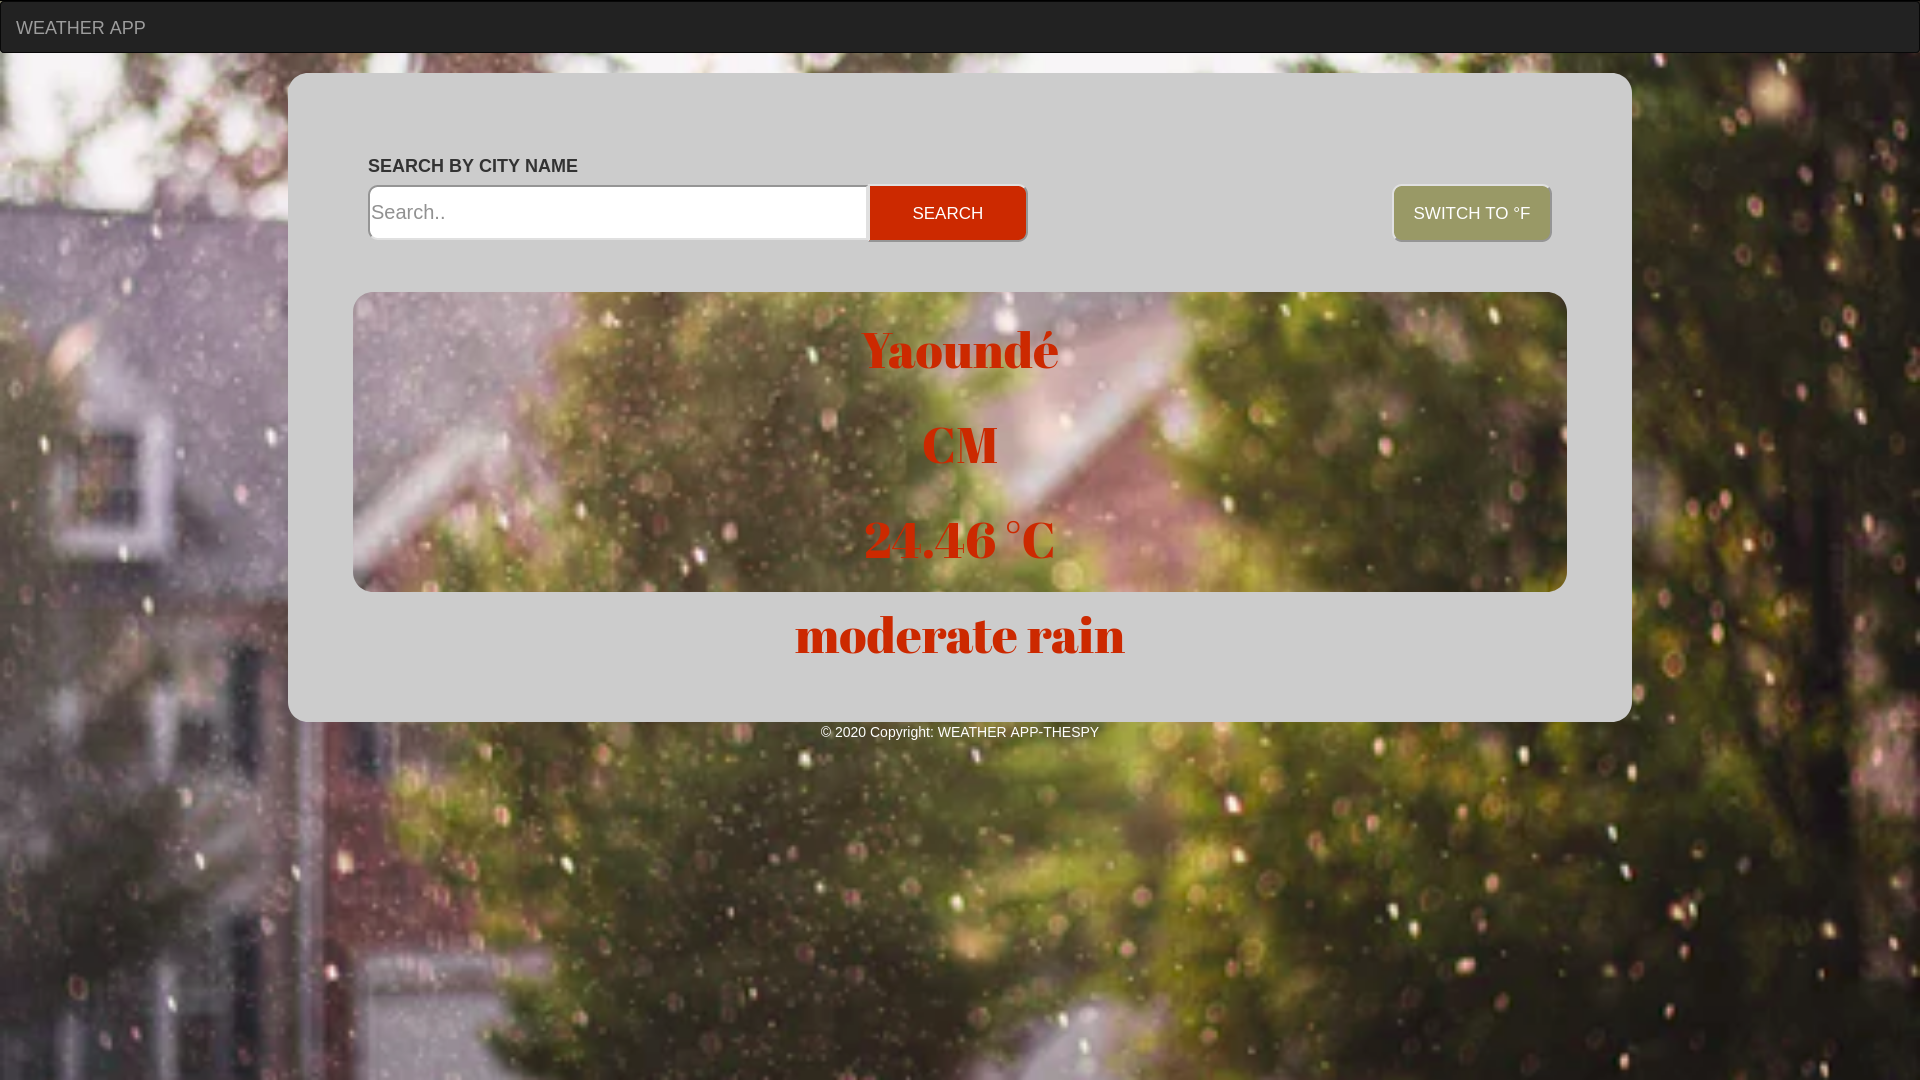 WEATHER APP
SEARCH BY CITY NAME
Search..
SEARCH
SWITCH TO °F
Yaoundé
CM
24.46 °C
moderate rain
© 2020 Copyright: WEATHER APP-THESPY